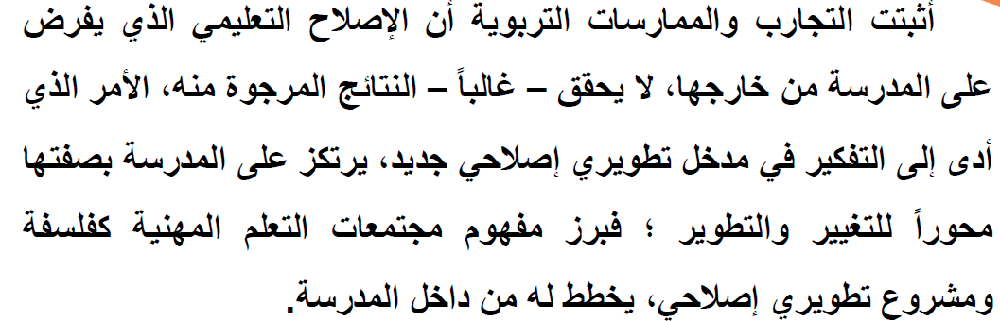 أثبتت التجارب والممارسات التربوية أن الإصلاح التعليمي الذي يفرض
على المدرسة من خارجها، لا يحقق – غالباً – النتائج المرجوة منه، الأمر الذي
أدى إلى التفكير في مدخل تطويري إصلاحي جديد، يرتكز على المدرسة بصفتها
محوراً للتغيير والتطوير ؛ فبرز مفهوم مجتمعات التعلم المهنية كفلسفة
ومشروع تطويري إصلاحي، يخطط له من داخل المدرسة.